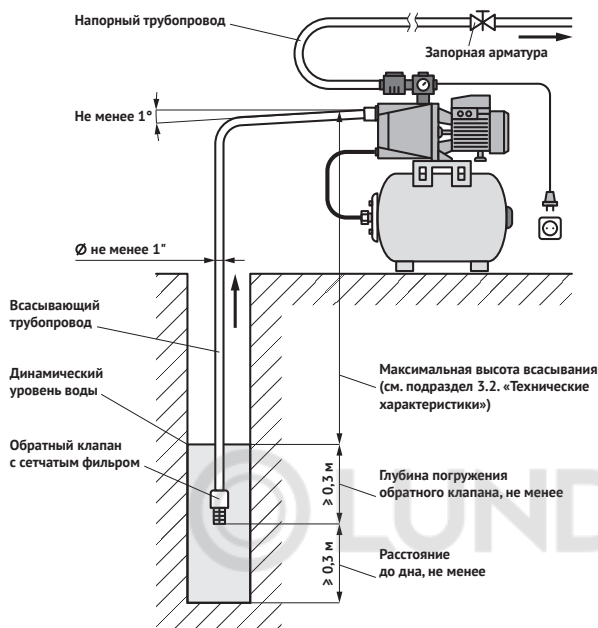 Напорный трубопровод
Запорная арматура
Не менее 1°
Ø не менее 1"
Всасывающий
трубопровод
Динамический
уровень воды
Максимальная высота всасывания
(см. подраздел 3.2. «Технические
характеристики»)
Обратный клапан
с сетчатым фильтром
≥ 0,3 м
Глубина погружения
обратного клапана, не менее
≥ 0,3 м
Расстояние
до дна, не менее
© LUND